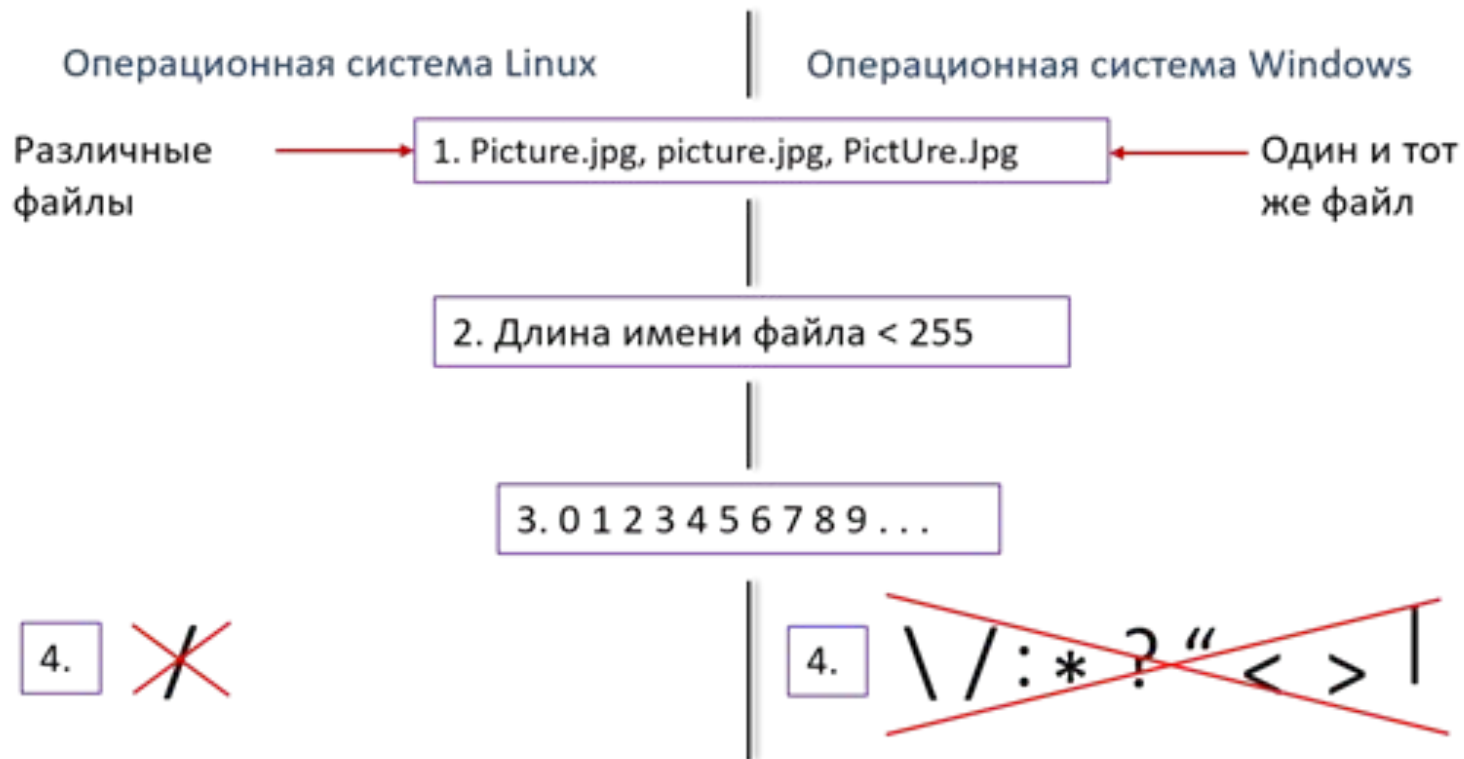 Операционная система Linux
Операционная система Windows
Различные
файлы
1. Picture.jpg, picture.jpg, PictUre.Jpg
Один и тот
же файл
2. Длина имени файла < 255
3. 0 1 2 3 4 5 6 7 8 9 . . .
4. /
4. \ / : * ? “ < > |